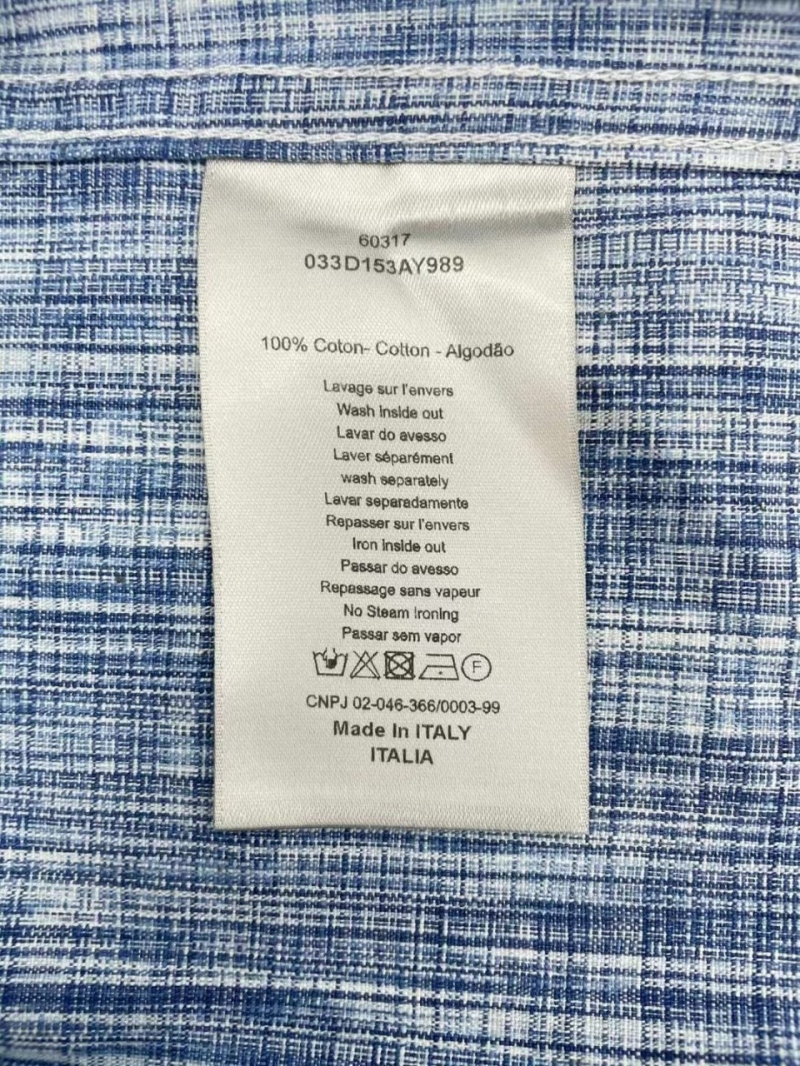 60317
033D153AY989
100% Coton- Cotton - Algodão
Lavage sur l'envers
Wash Inside out
Lavar do avesso
Laver séparément
wash separately
Lavar separadamente
Repasser sur l'envers
Iron inside out
Passar do avesso
Repassage sans vapeur
No Steam Ironing
Passar sem vapor
F
CNPJ 02-046-366/0003-99
Made In ITALY
ITALIA